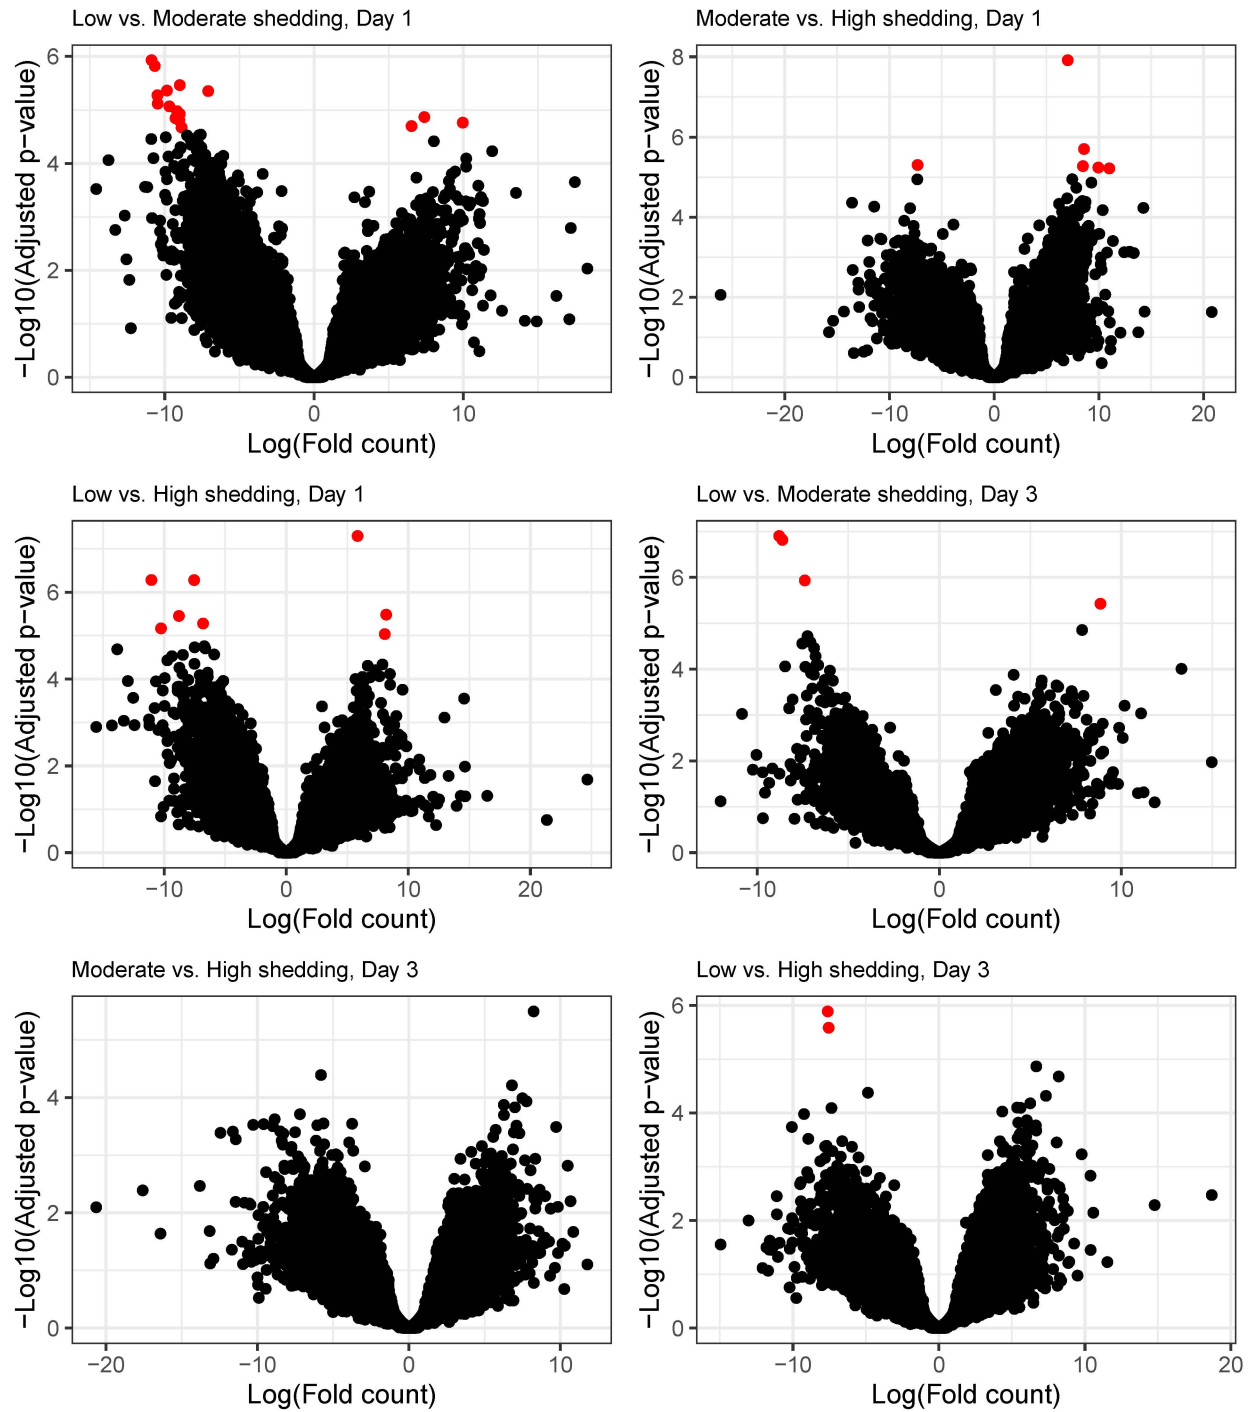 Low vs. Moderate shedding, Day 1
−Log10(Adjusted p−value)
6
4
2
0
−10 0 10
Log(Fold count)
Moderate vs. High shedding, Day 1
−Log10(Adjusted p−value)
8
6
4
2
0
−20 −10 0 10 20
Log(Fold count)
Low vs. High shedding, Day 1
−Log10(Adjusted p−value)
6
4
2
0
−10 0 10 20
Log(Fold count)
Low vs. Moderate shedding, Day 3
−Log10(Adjusted p−value)
6
4
2
0
−10 0 10
Log(Fold count)
Moderate vs. High shedding, Day 3
−Log10(Adjusted p−value)
4
2
0
−20 −10 0 10
Log(Fold count)
Low vs. High shedding, Day 3
−Log10(Adjusted p−value)
6
4
2
0
−10 0 10 20
Log(Fold count)